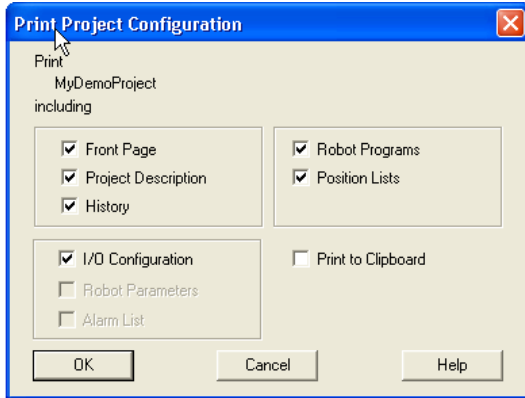 Print Project Configuration
Print
MyDemoProject
including
Front Page
Project Description
History
Robot Programs
Position Lists
I/O Configuration
Robot Parameters
Alarm List
Print to Clipboard
OK
Cancel
Help